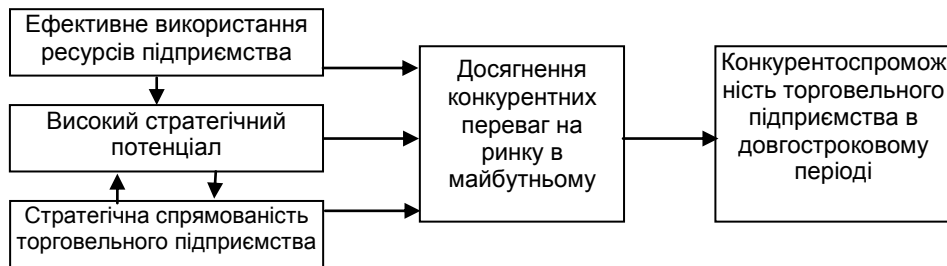 Ефективне використання
ресурсів підприємства
Високий стратегічний
потенціал
Стратегічна спрямованість
торговельного підприємства
Досягнення
конкурентних
переваг на
ринку в
майбутньому
Конкурентоспромож
ність торговельного
підприємства в
довгостроковому
періоді